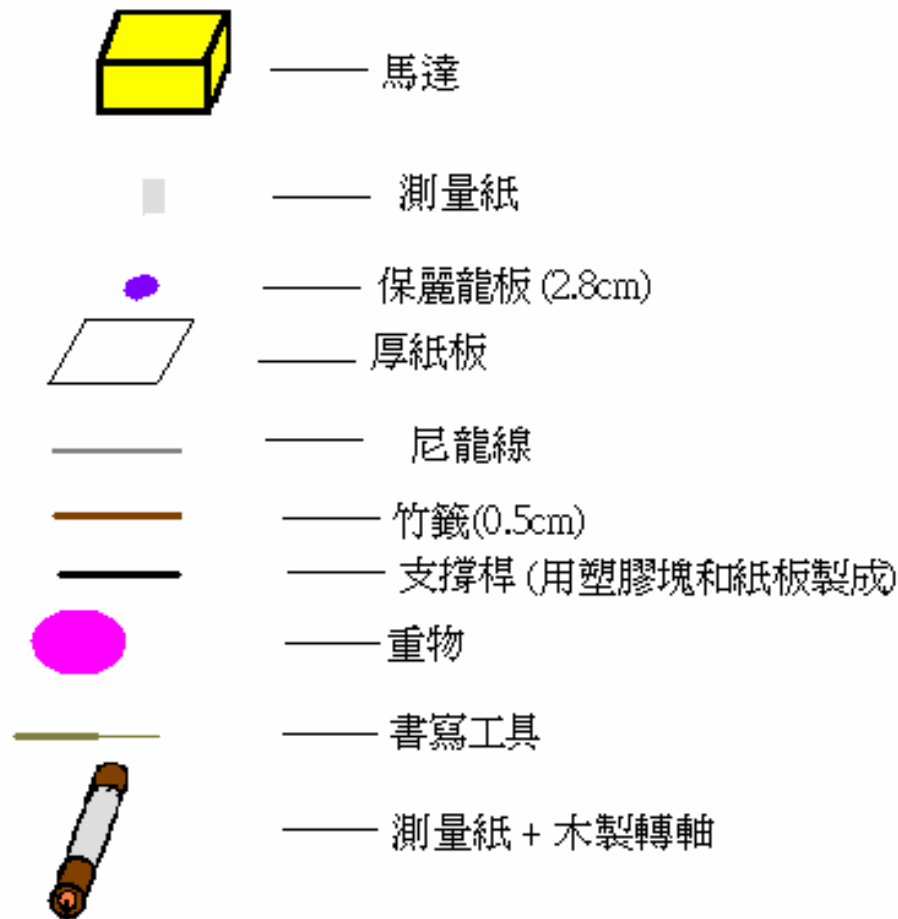 馬達
測量紙
保麗龍板 (2.8cm)
厚紙板
尼龍線
竹籤(0.5cm)
支撐桿 (用塑膠塊和紙板製成)
重物
書寫工具
測量紙 + 木製轉軸